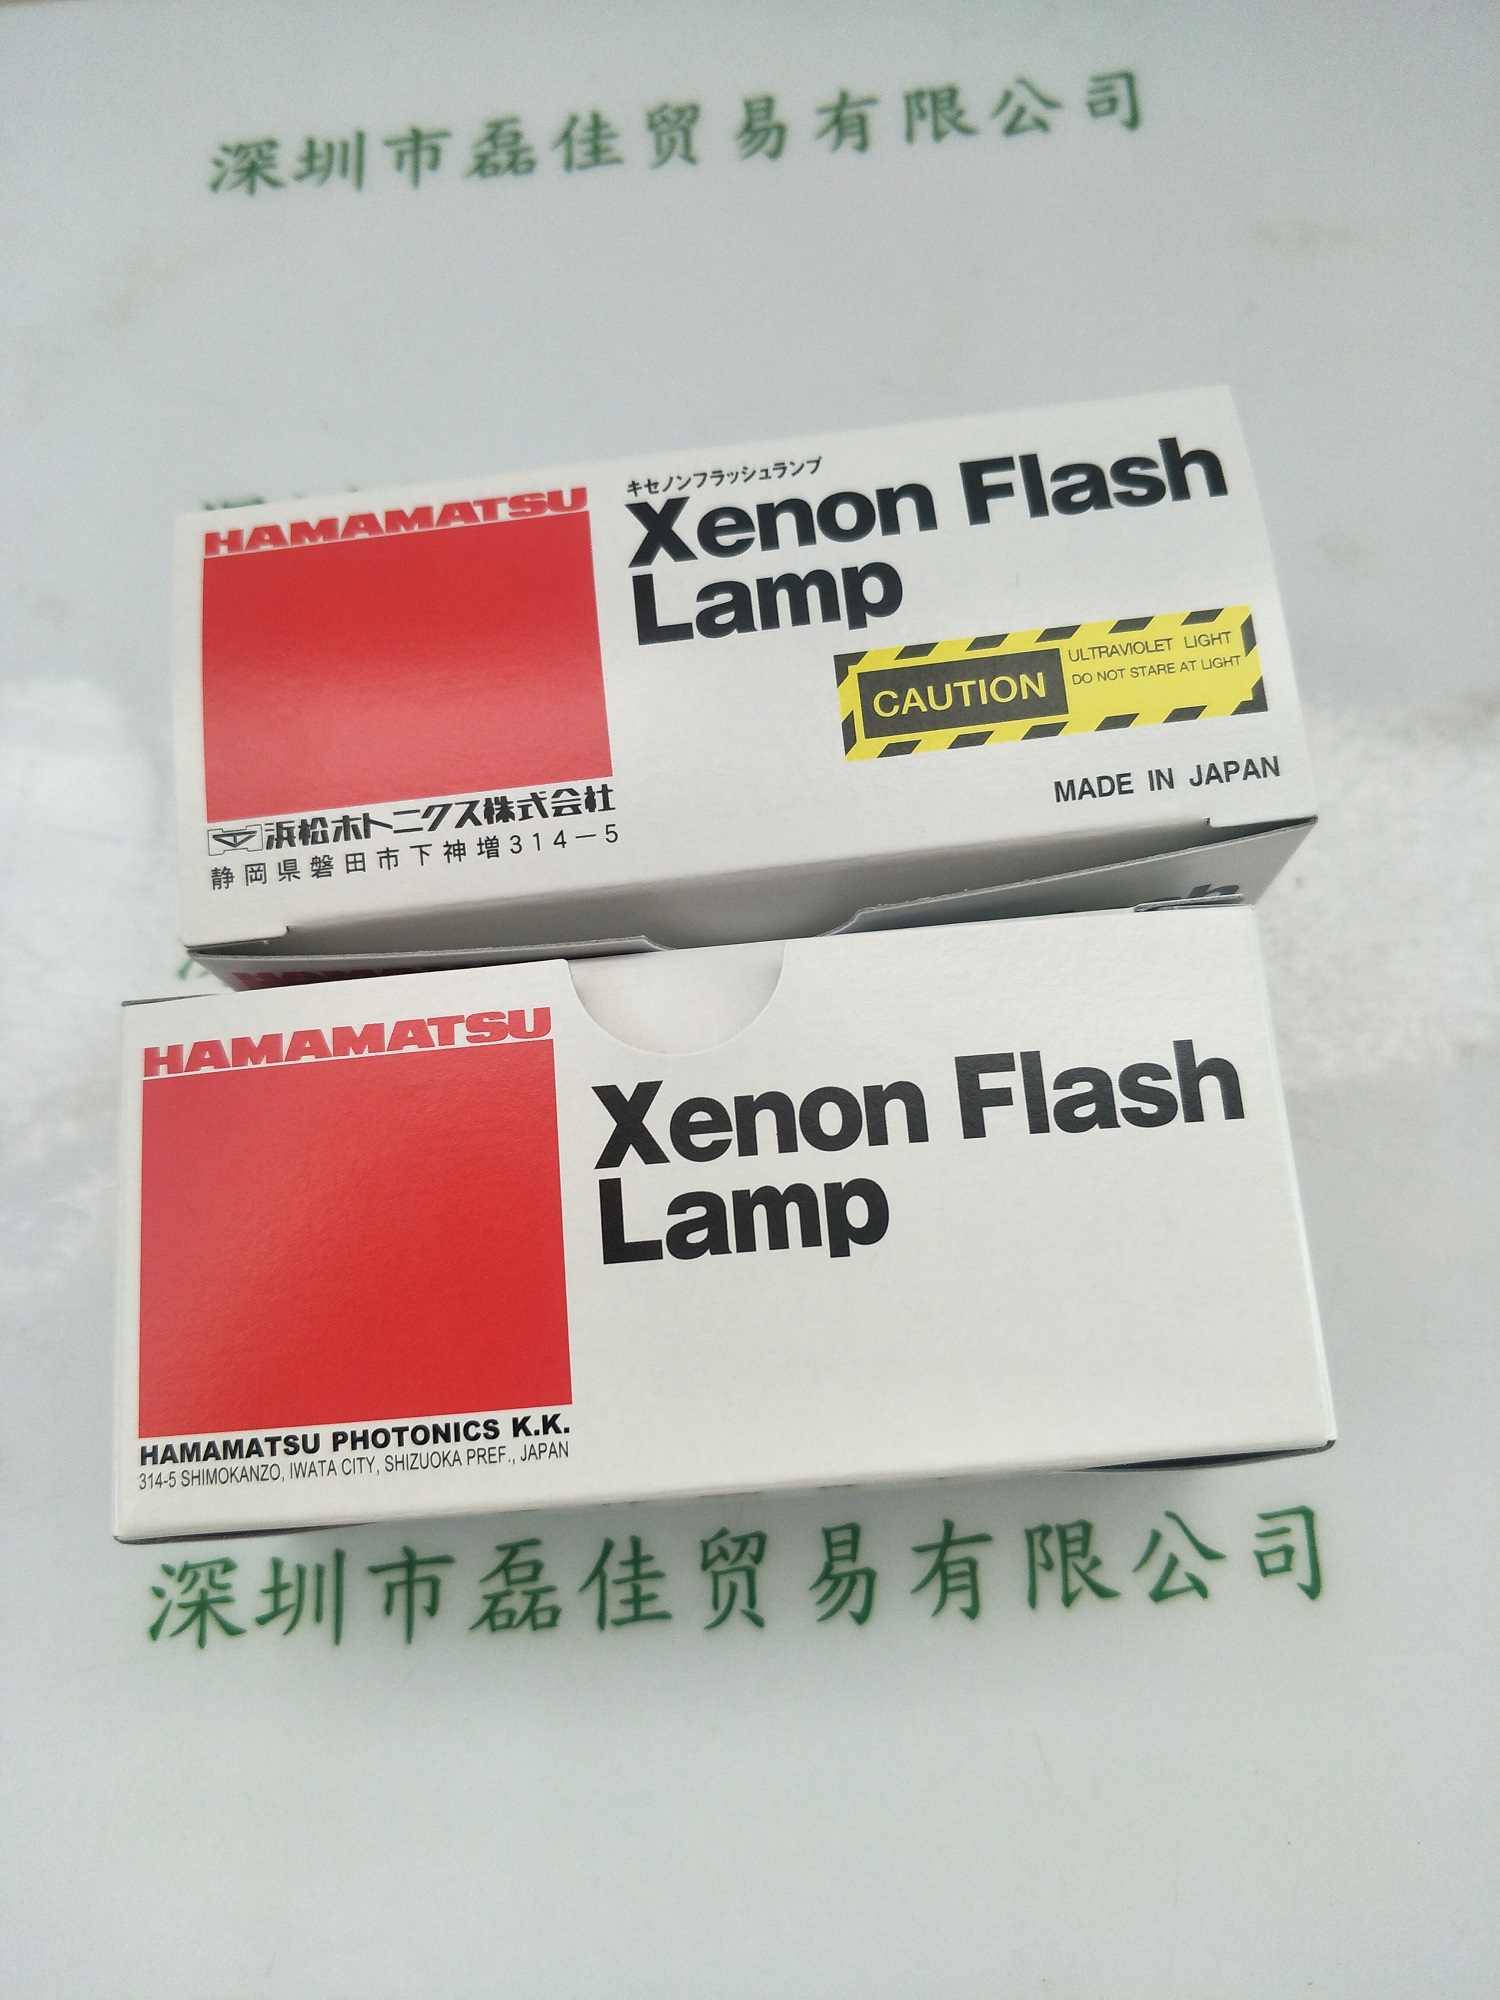 深圳市磊佳贸易有限公司
HAMAMATSU
キセノンフラッシュランプ
Xenon Flash
Lamp
CAUTION
ULTRAVIOLET LIGHT
DO NOT STARE AT LIGHT
MADE IN JAPAN
浜松ホトニクス株式会社
静岡県磐田市下神増314-5
HAMAMATSU
Xenon Flash
Lamp
HAMAMATSU PHOTONICS K.K.
314-5 SHIMOKANZO, IWATA CITY, SHIZUOKA PREF., JAPAN
深圳市磊佳贸易有限公司